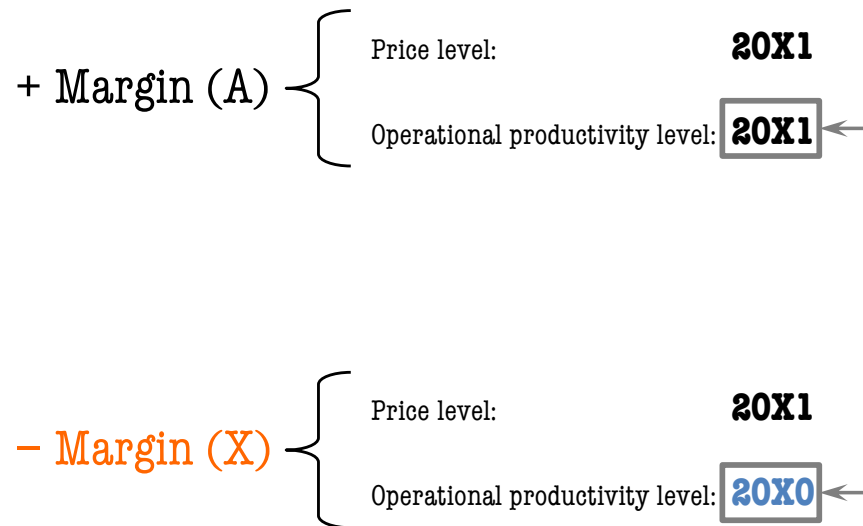 Price level: 20X1
+ Margin (A)
Operational productivity level: 20X1
Price level: 20X1
− Margin (X)
Operational productivity level: 20X0